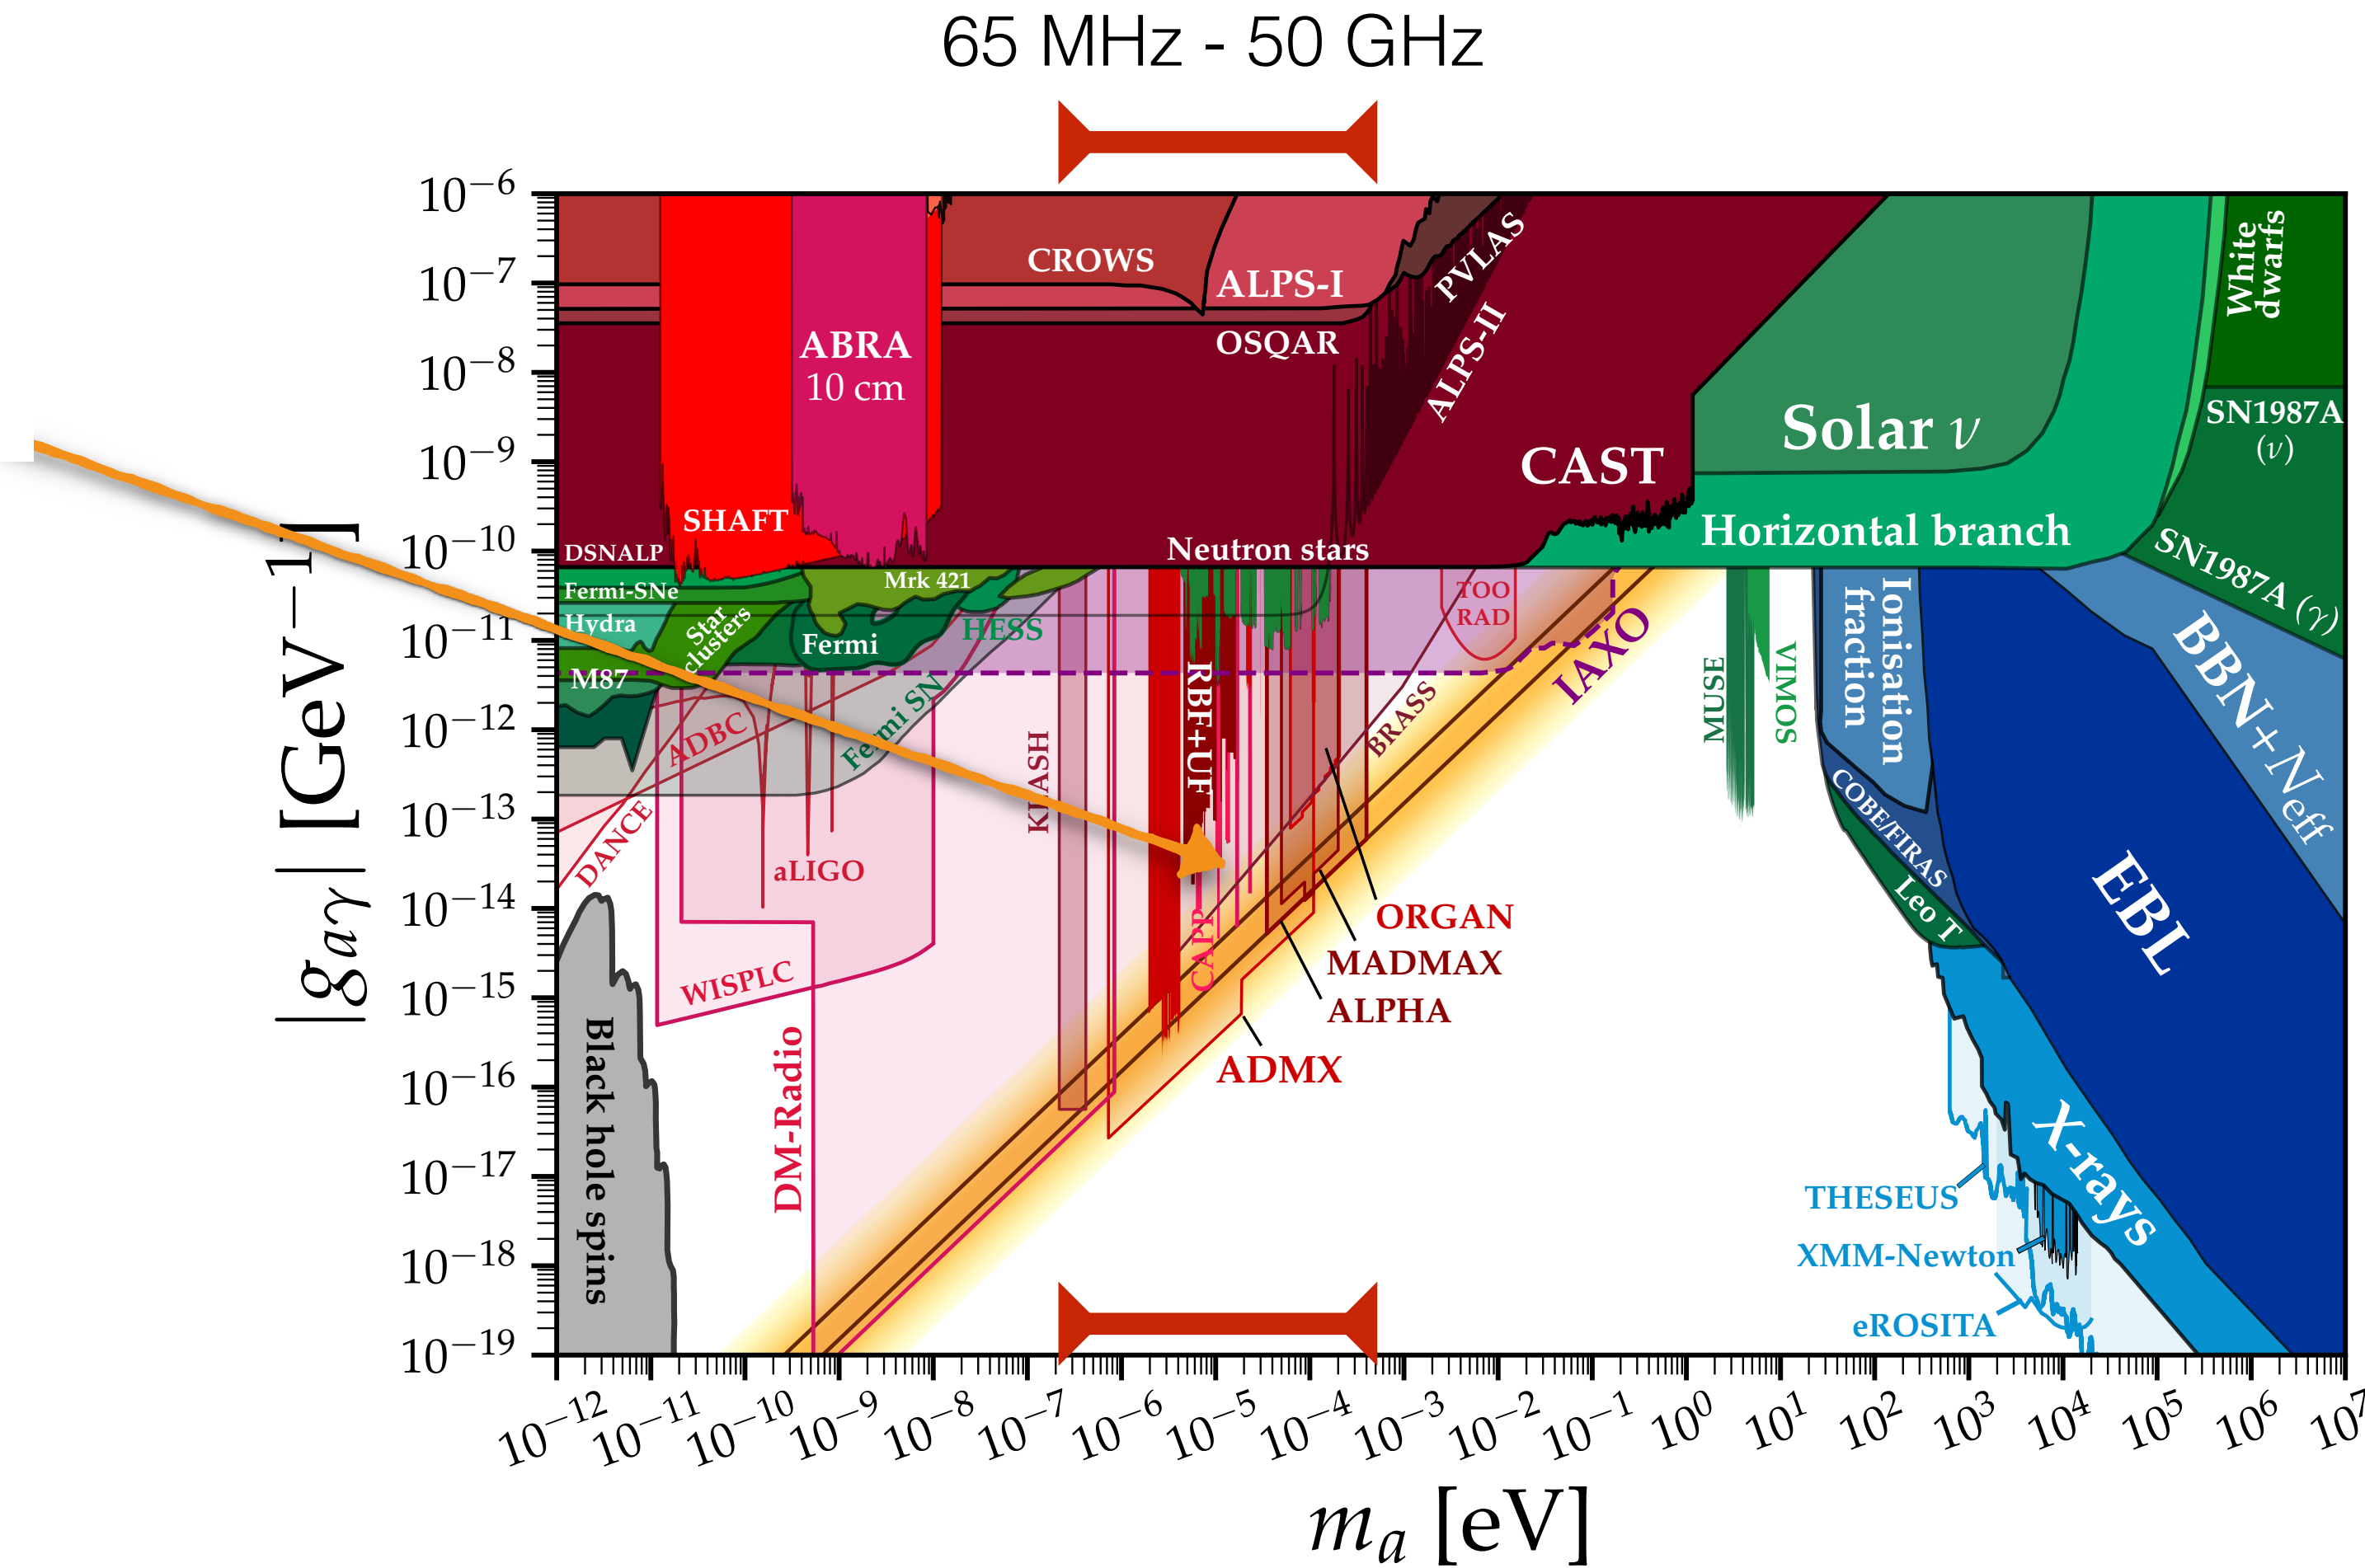 65 MHz - 50 GHz
10−6
10−7
10−8
10−9
10−10
10−11
10−12
10−13
10−14
10−15
10−16
10−17
10−18
10−19
|gaγ| [GeV−1]
CROWS
ALPS-I
PVLAS
OSQAR
ALPS-II
ABRA
10 cm
SHAFT
CAST
Solar ν
Horizontal branch
White
dwarfs
SN1987A
(ν)
SN1987A (γ)
DSNALP
Neutron stars
Fermi-SNe
Mrk 421
Hydra
Star
clusters
Fermi
HESS
M87
TOO
RAD
IAXO
MUSE
VIMOS
Ionisation
fraction
BBN+Neff
ADBC
Fermi SN
KLASH
RBF+UF
BRASS
DANCE
aLIGO
COBE/FIRAS
Leo T
EBL
CAPP
ORGAN
MADMAX
ALPHA
ADMX
WISPLC
DM-Radio
Black hole spins
X-rays
THESEUS
XMM-Newton
eROSITA
10−12 10−11 10−10 10−9 10−8 10−7 10−6 10−5 10−4 10−3 10−2 10−1 100 101 102 103 104 105 106 107
ma [eV]